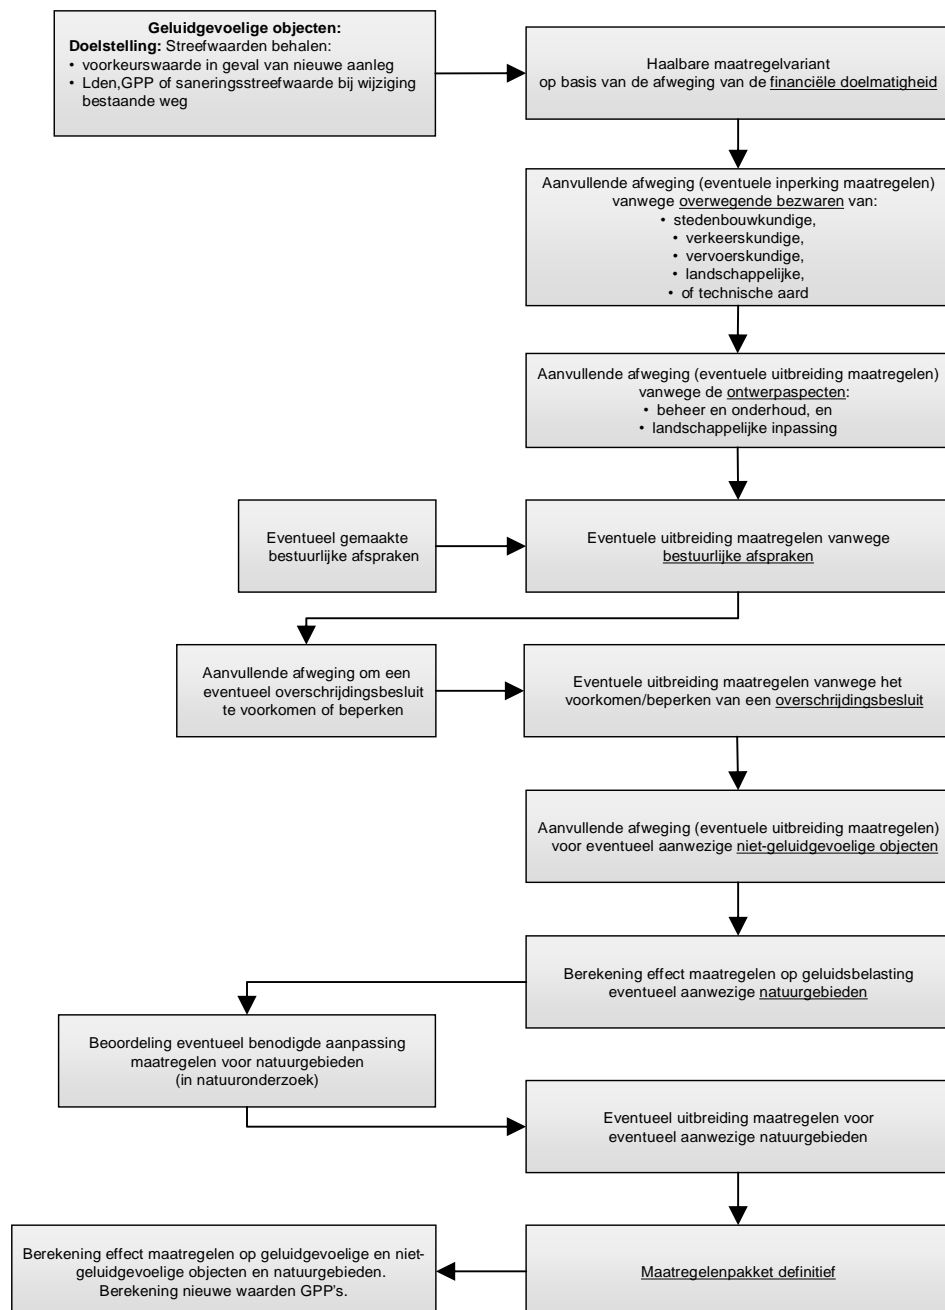 Geluidgevoelige objecten:
Doelstelling: Streefwaarden behalen:
• voorkeurswaarde in geval van nieuwe aanleg
• Lden,GPP of saneringsstreefwaarde bij wijziging
bestaande weg
Haalbare maatregelvariant
op basis van de afweging van de financiële doelmatigheid
Aanvullende afweging (eventuele inperking maatregelen)
vanwege overwegende bezwaren van:
• stedenbouwkundige,
• verkeerskundige,
• vervoerskundige,
• landschappelijke,
• of technische aard
Aanvullende afweging (eventuele uitbreiding maatregelen)
vanwege de ontwerpaspecten:
• beheer en onderhoud, en
• landschappelijke inpassing
Eventueel gemaakte
bestuurlijke afspraken
Eventuele uitbreiding maatregelen vanwege
bestuurlijke afspraken
Aanvullende afweging om een
eventueel overschrijdingsbesluit
te voorkomen of beperken
Eventuele uitbreiding maatregelen vanwege het
voorkomen/beperken van een overschrijdingsbesluit
Aanvullende afweging (eventuele uitbreiding maatregelen)
voor eventueel aanwezige niet-geluidgevoelige objecten
Berekening effect maatregelen op geluidsbelasting
eventueel aanwezige natuurgebieden
Beoordeling eventueel benodigde aanpassing
maatregelen voor natuurgebieden
(in natuuronderzoek)
Eventueel uitbreiding maatregelen voor
eventueel aanwezige natuurgebieden
Berekening effect maatregelen op geluidgevoelige en niet-
geluidgevoelige objecten en natuurgebieden.
Berekening nieuwe waarden GPP's.
Maatregelenpakket definitief